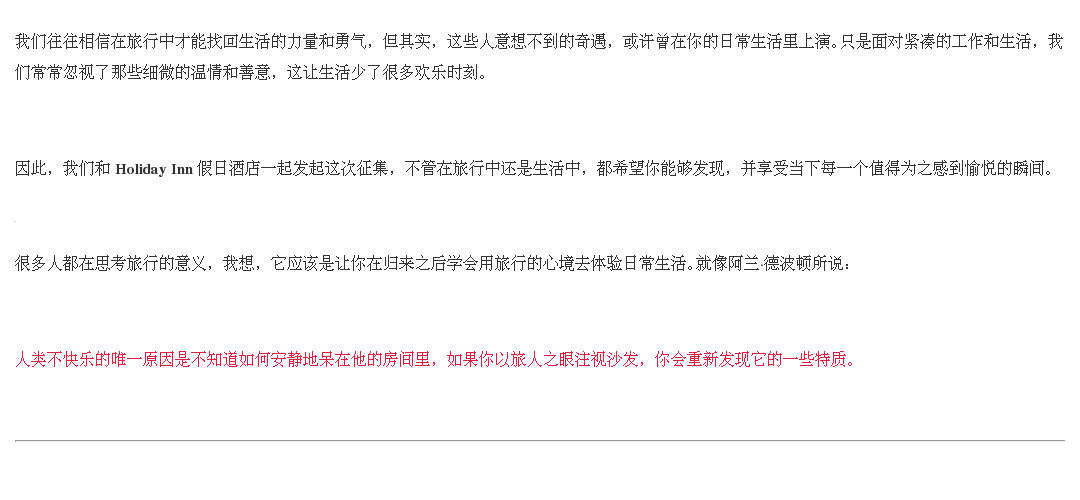 我们往往相信在旅行中才能找回生活的力量和勇气，但其实，这些人意想不到的奇遇，或许曾在你的日常生活里上演。只是面对紧凑的工作和生活，我
们常常忽视了那些细微的温情和善意，这让生活少了很多欢乐时刻。
因此，我们和 Holiday Inn 假日酒店一起发起这次征集，不管在旅行中还是生活中，都希望你能够发现，并享受当下每一个值得为之感到愉悦的瞬间。
很多人都在思考旅行的意义，我想，它应该是让你在归来之后学会用旅行的心境去体验日常生活。就像阿兰·德波顿所说：
人类不快乐的唯一原因是不知道如何安静地呆在他的房间里，如果你以旅人之眼注视沙发，你会重新发现它的一些特质。